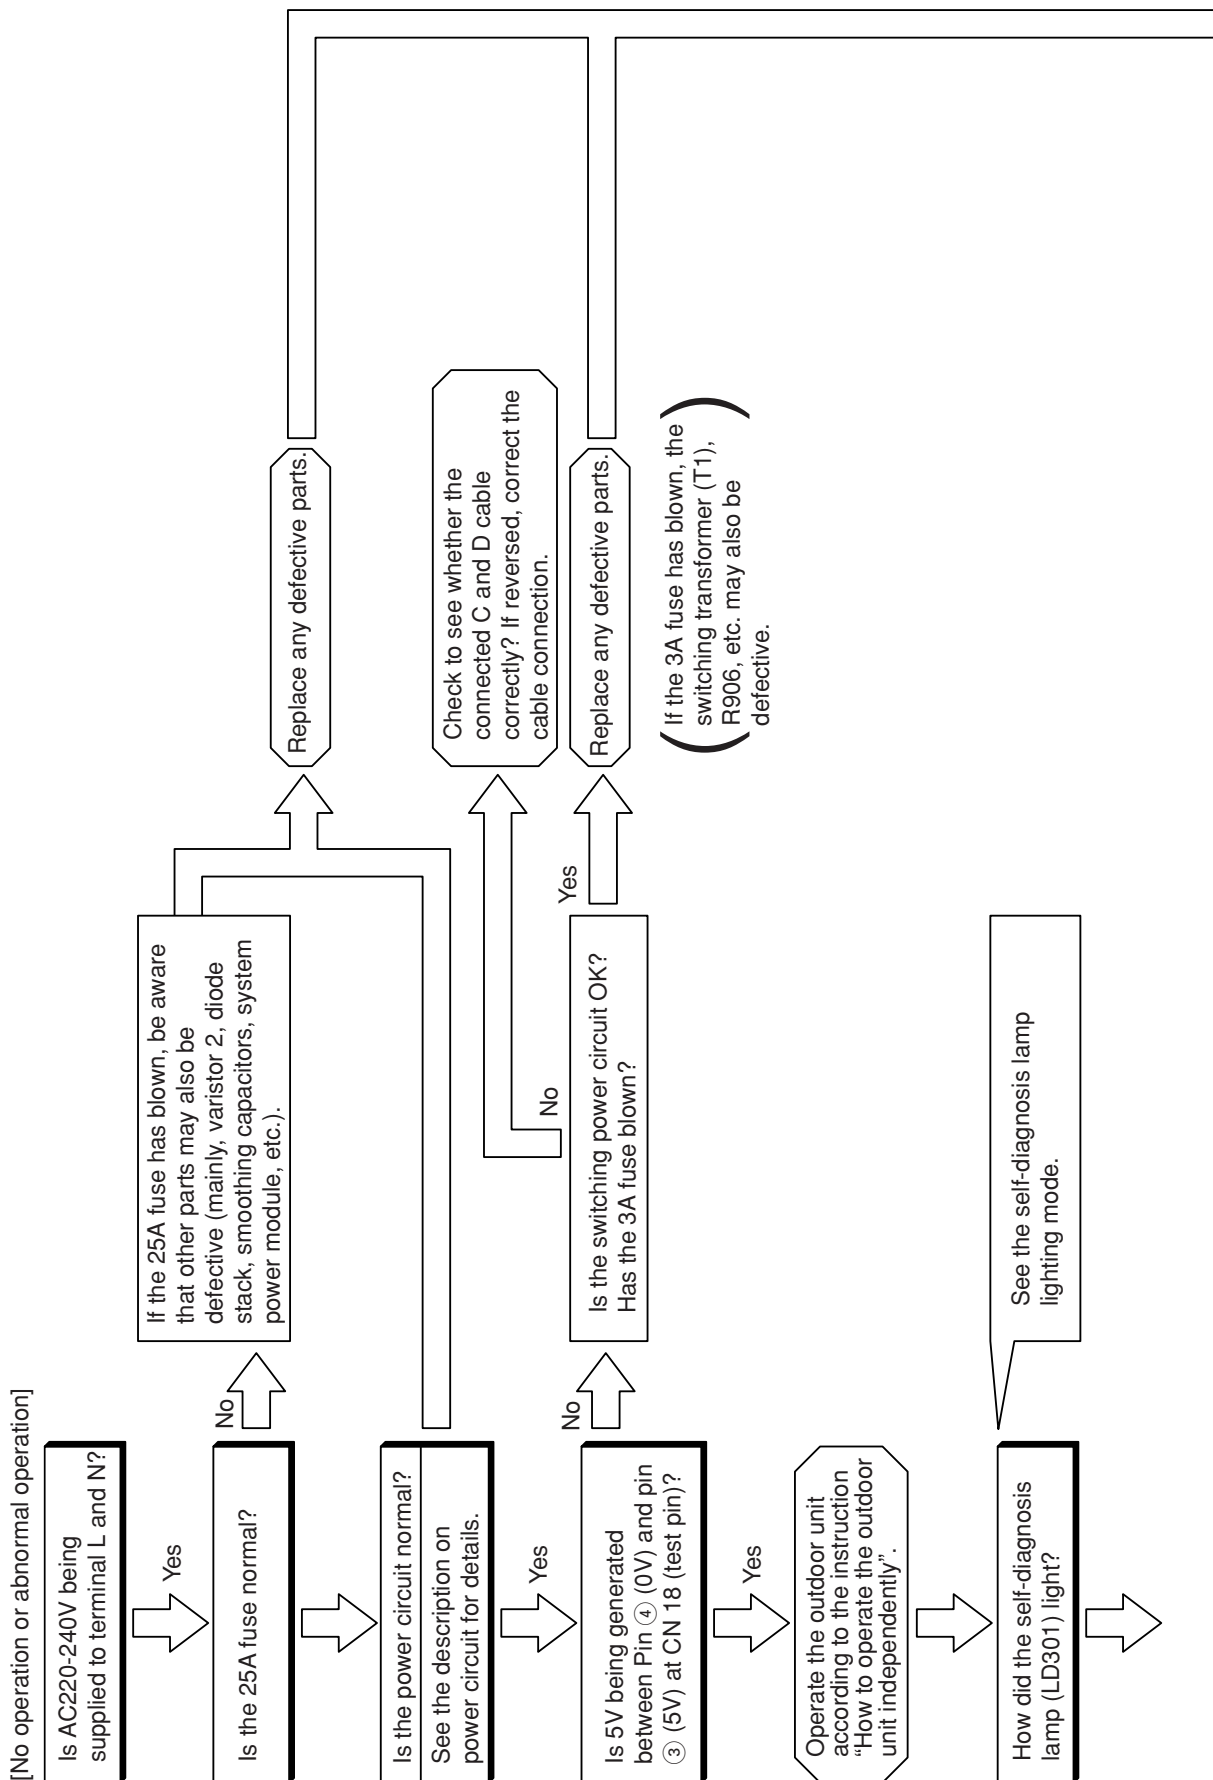 [No operation or abnormal operation]
Is AC220-240V being
supplied to terminal L and N?
Yes
Is the 25A fuse normal?
No
If the 25A fuse has blown, be aware
that other parts may also be
defective (mainly, varistor 2, diode
stack, smoothing capacitors, system
power module, etc.).
Replace any defective parts.
Is the power circuit normal?
See the description on
power circuit for details.
Yes
Is 5V being generated
between Pin ④ (0V) and pin
③ (5V) at CN 18 (test pin)?
No
Is the switching power circuit OK?
Has the 3A fuse blown?
No
Check to see whether the
connected C and D cable
correctly? If reversed, correct the
cable connection.
Yes
Replace any defective parts.
If the 3A fuse has blown, the
switching transformer (T1),
R906, etc. may also be
defective.
Yes
Operate the outdoor unit
according to the instruction
“How to operate the outdoor
unit independently”.
How did the self-diagnosis
lamp (LD301) light?
See the self-diagnosis lamp
lighting mode.